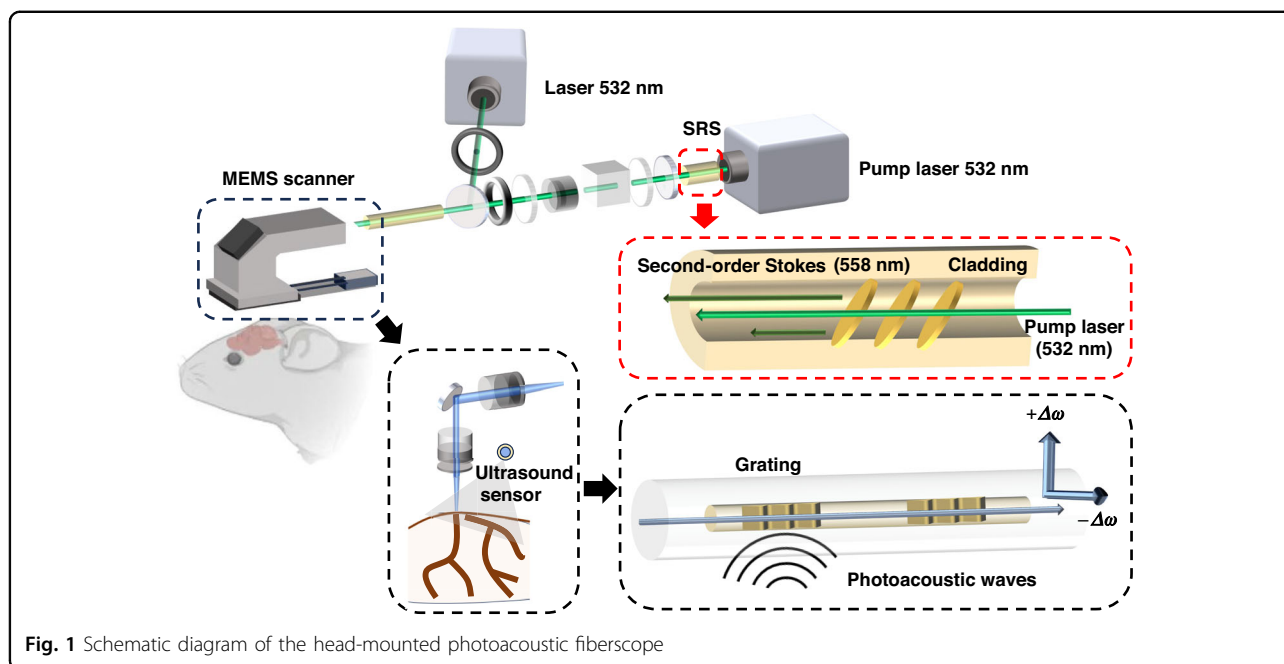 Laser 532 nm
SRS
MEMS scanner
Pump laser 532 nm
Second-order Stokes (558 nm)
Cladding
Pump laser
(532 nm)
+Δω
Grating
Ultrasound
sensor
−Δω
Photoacoustic waves
Fig. 1 Schematic diagram of the head-mounted photoacoustic fiberscope